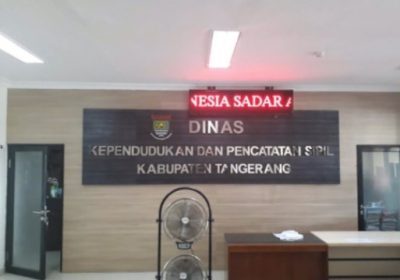 NESIA SADAR A
DINAS
KEPENDUDUKAN DAN PENCATATAN SIPIL
KABUPATEN TANGERANG